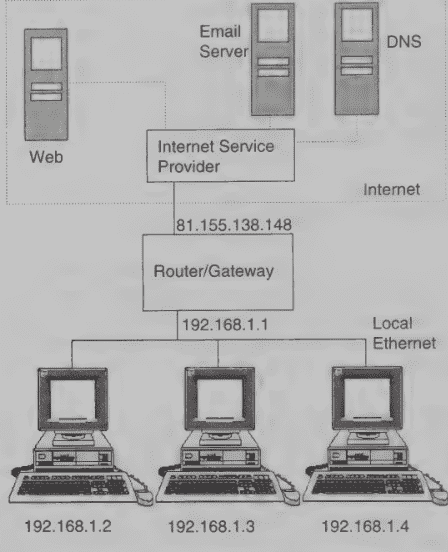 Email
Server
DNS
Web
Internet Service
Provider
Internet
81.155.138.148
Router/Gateway
192.168.1.1
Local
Ethernet
192.168.1.2
192.168.1.3
192.168.1.4